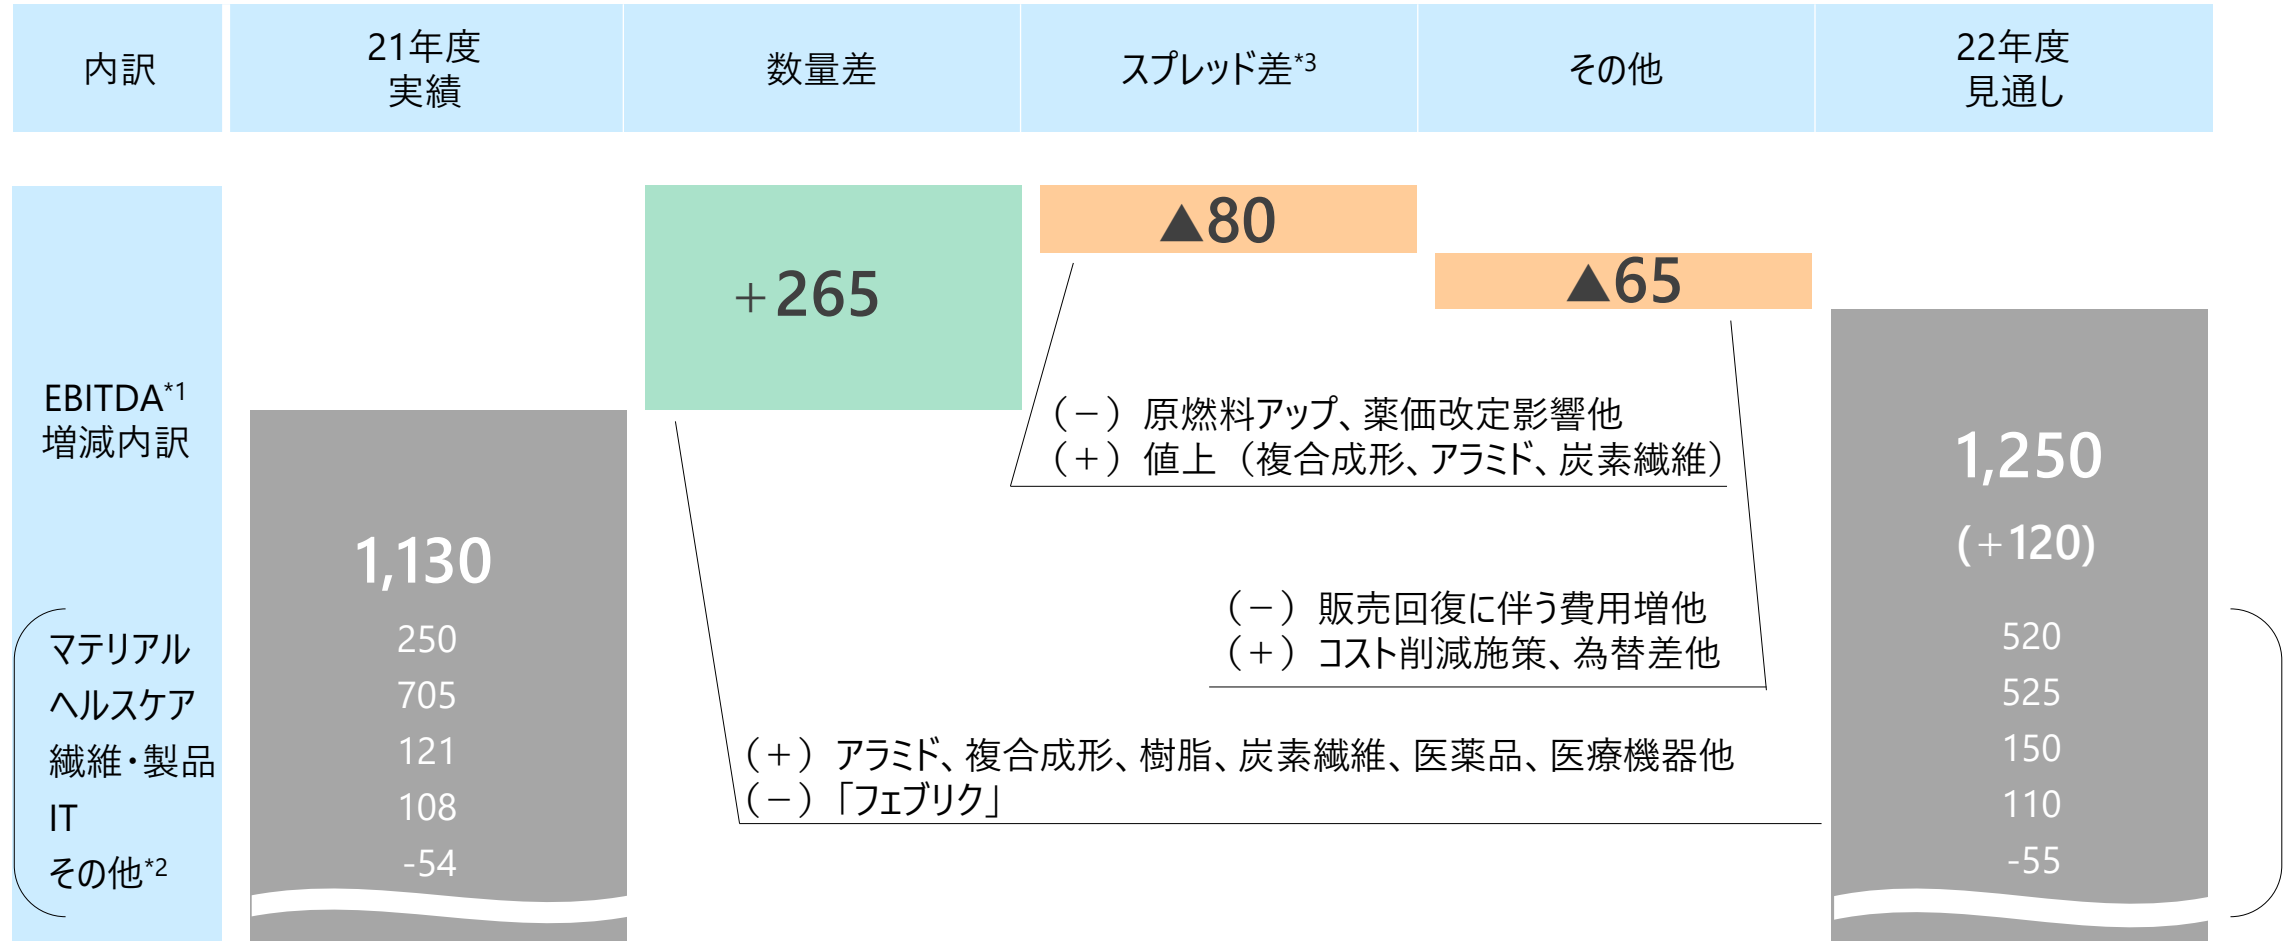 内訳
21年度
実績
数量差
スプレッド差*3
その他
22年度
見通し
EBITDA*1
増減内訳
1,130
+265
▲80
▲65
1,250
(+120)
(-) 原燃料アップ、薬価改定影響他
(+) 値上(複合成形、アラミド、炭素繊維)
(-) 販売回復に伴う費用増他
(+) コスト削減施策、為替差他
(+) アラミド、複合成形、樹脂、炭素繊維、医薬品、医療機器他
(-)「フェブリク」
マテリアル 250 520
ヘルスケア 705 525
繊維・製品 121 150
IT 108 110
その他*2 -54 -55